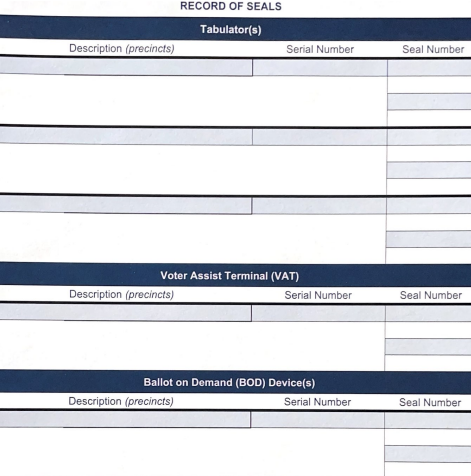 RECORD OF SEALS
Tabulator(s)
Description (precincts) Serial Number Seal Number
Voter Assist Terminal (VAT)
Description (precincts) Serial Number Seal Number
Ballot on Demand (BOD) Device(s)
Description (precincts) Serial Number Seal Number